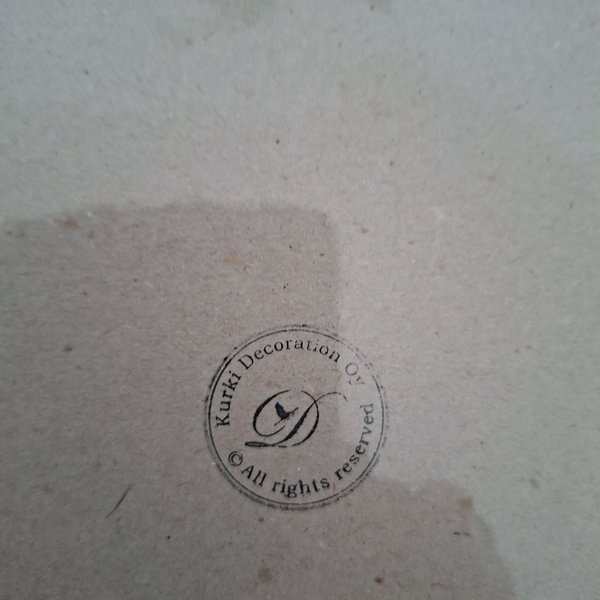 Kurki Decoration Oy
D
© All rights reserved